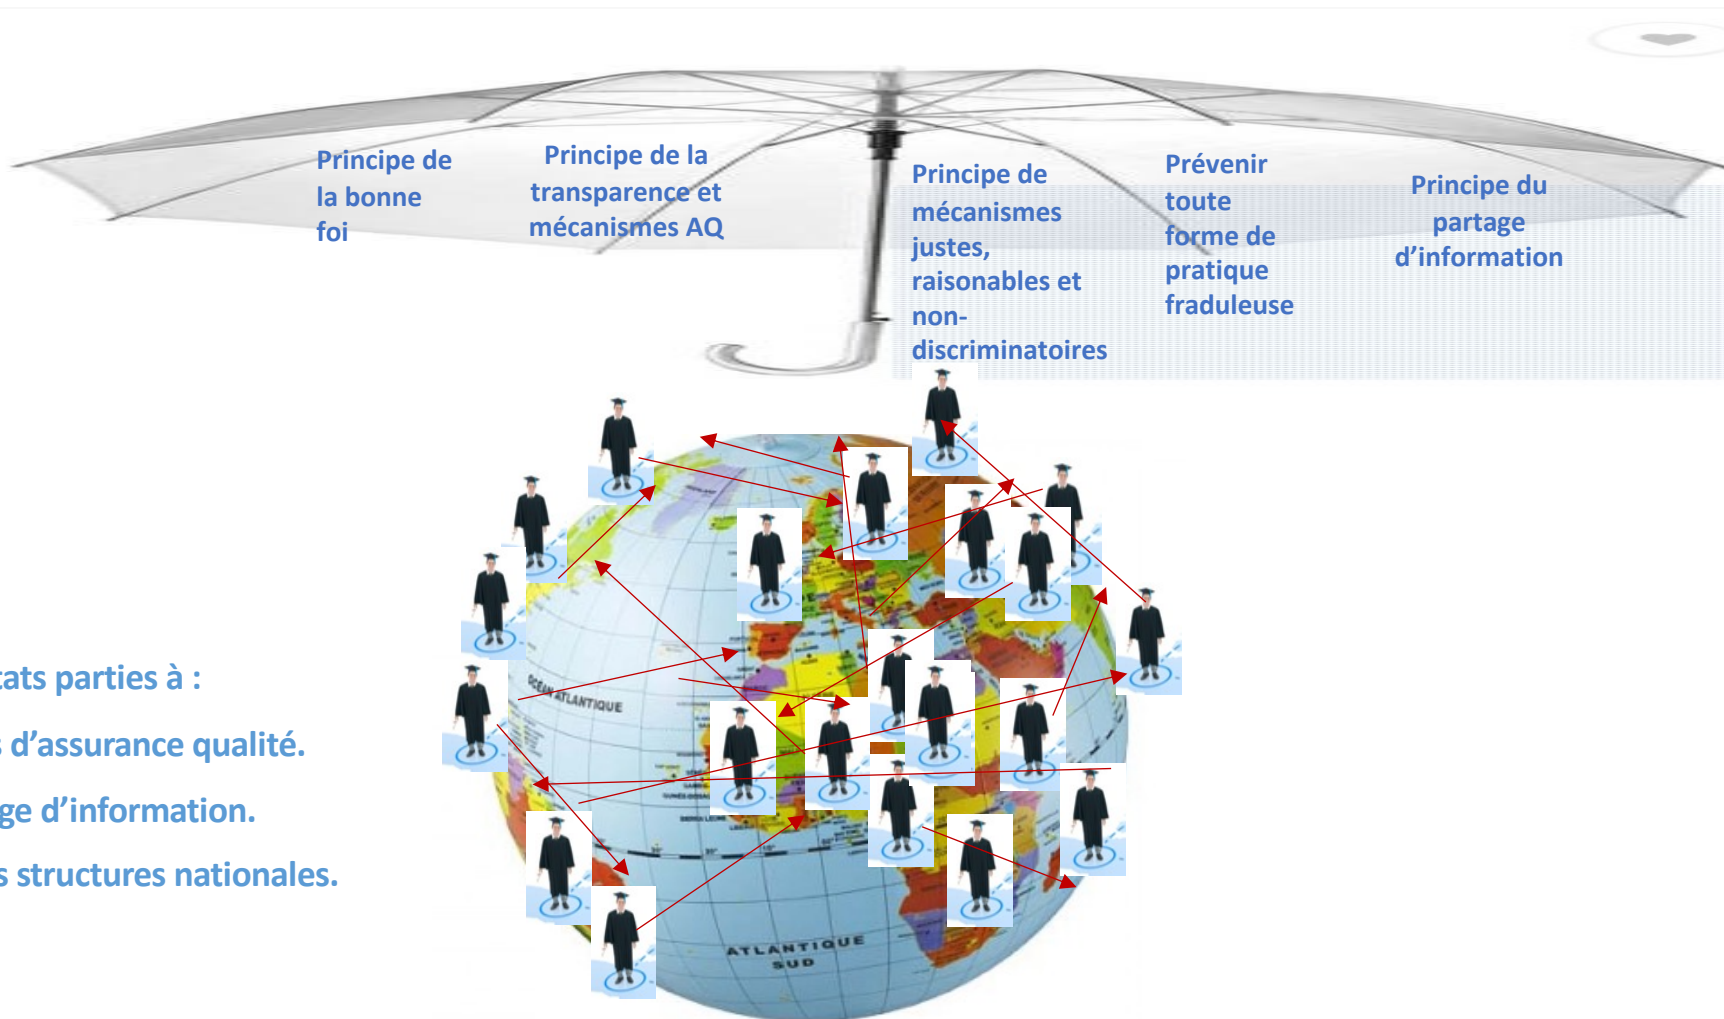 Principe de
la bonne
foi
Principe de la
transparence et
mécanismes AQ
Principe de
mécanismes
justes,
raisonables et
non-
discriminatoires
Prévenir
toute
forme de
pratique
fraduleuse
Principe du
partage
d’information
tats parties à :
s d’assurance qualité.
ge d’information.
s structures nationales.
OCÉAN ATLANTIQUE
ATLANTIQUE
SUD